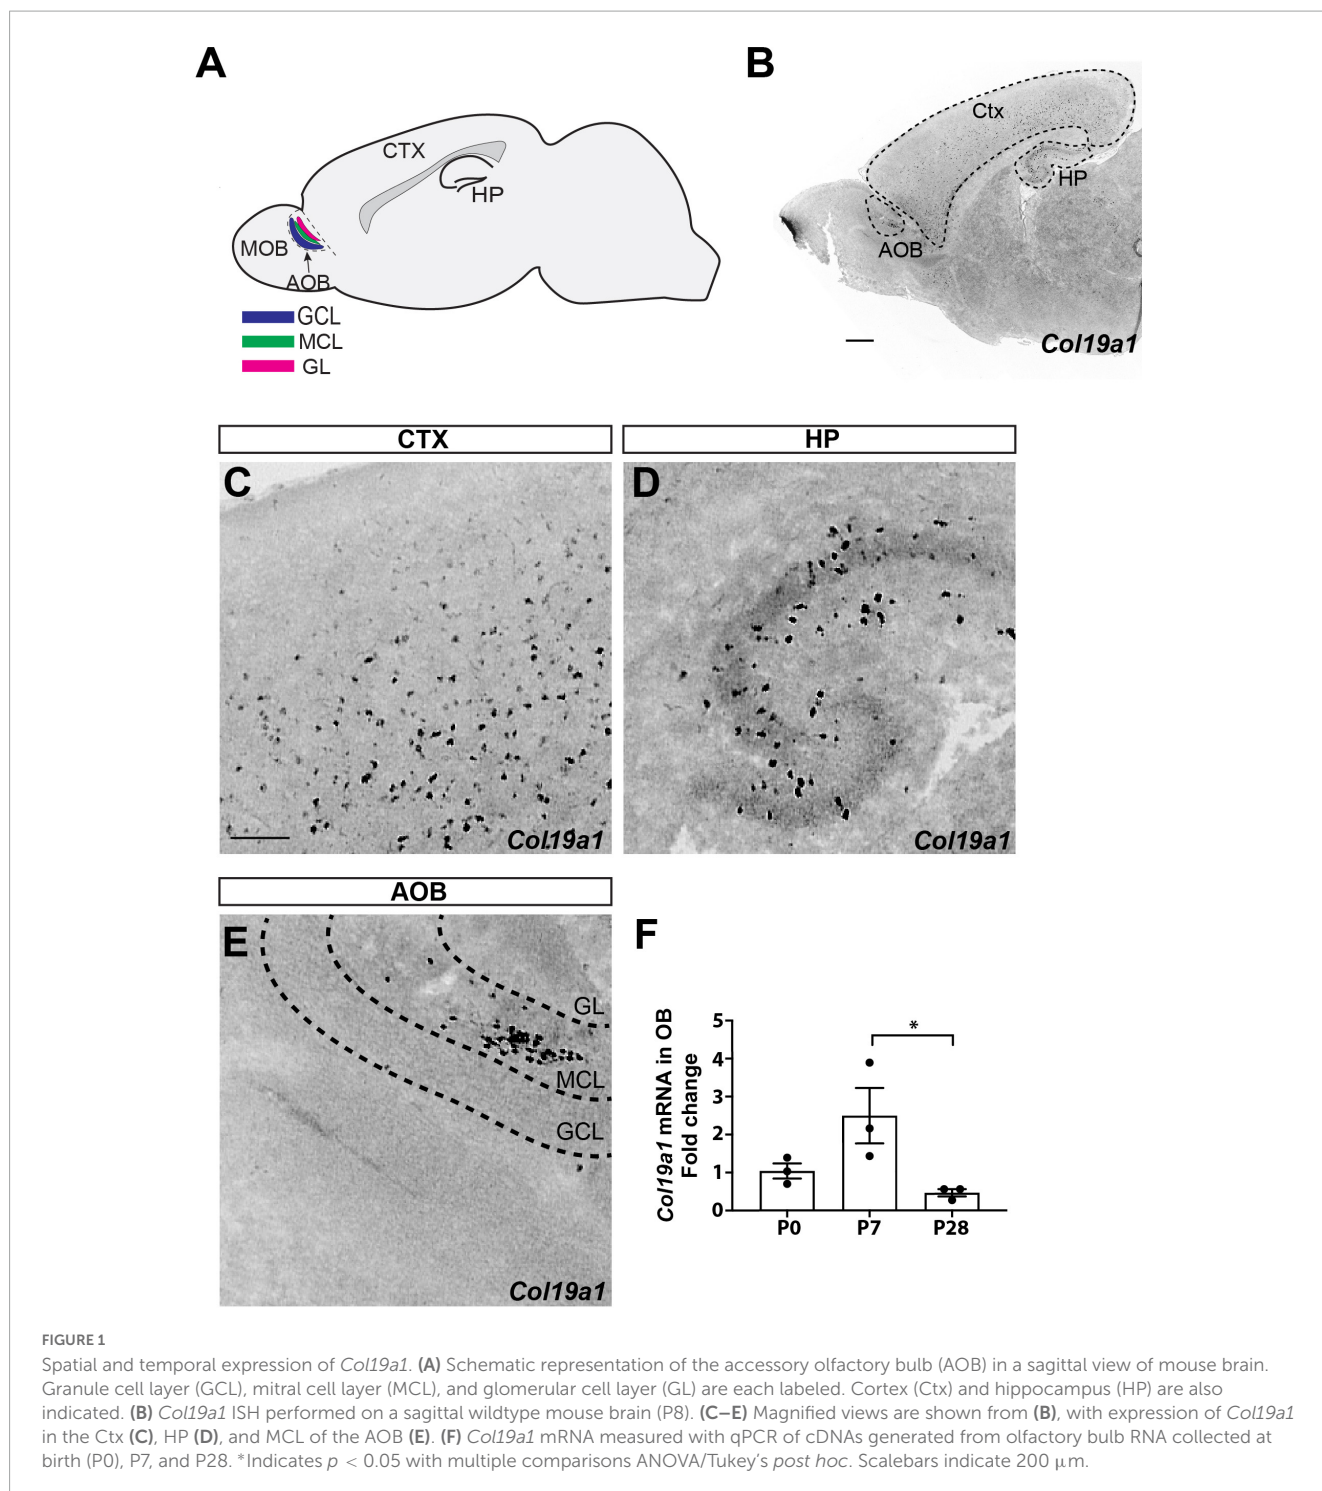 A
CTX
HP
MOB
AOB
GCL
MCL
GL
B
Ctx
HP
AOB
Col19a1
CTX
C
Col19a1
HP
D
Col19a1
AOB
E
GL
MCL
GCL
Col19a1
F
Col19a1 mRNA in OB
Fold change
5
4
3
2
1
0
*
P0 P7 P28
FIGURE 1
Spatial and temporal expression of Col19a1. (A) Schematic representation of the accessory olfactory bulb (AOB) in a sagittal view of mouse brain.
Granule cell layer (GCL), mitral cell layer (MCL), and glomerular cell layer (GL) are each labeled. Cortex (Ctx) and hippocampus (HP) are also
indicated. (B) Col19a1 ISH performed on a sagittal wildtype mouse brain (P8). (C–E) Magnified views are shown from (B), with expression of Col19a1
in the Ctx (C), HP (D), and MCL of the AOB (E). (F) Col19a1 mRNA measured with qPCR of cDNAs generated from olfactory bulb RNA collected at
birth (P0), P7, and P28. *Indicates p < 0.05 with multiple comparisons ANOVA/Tukey's post hoc. Scalebars indicate 200 μm.